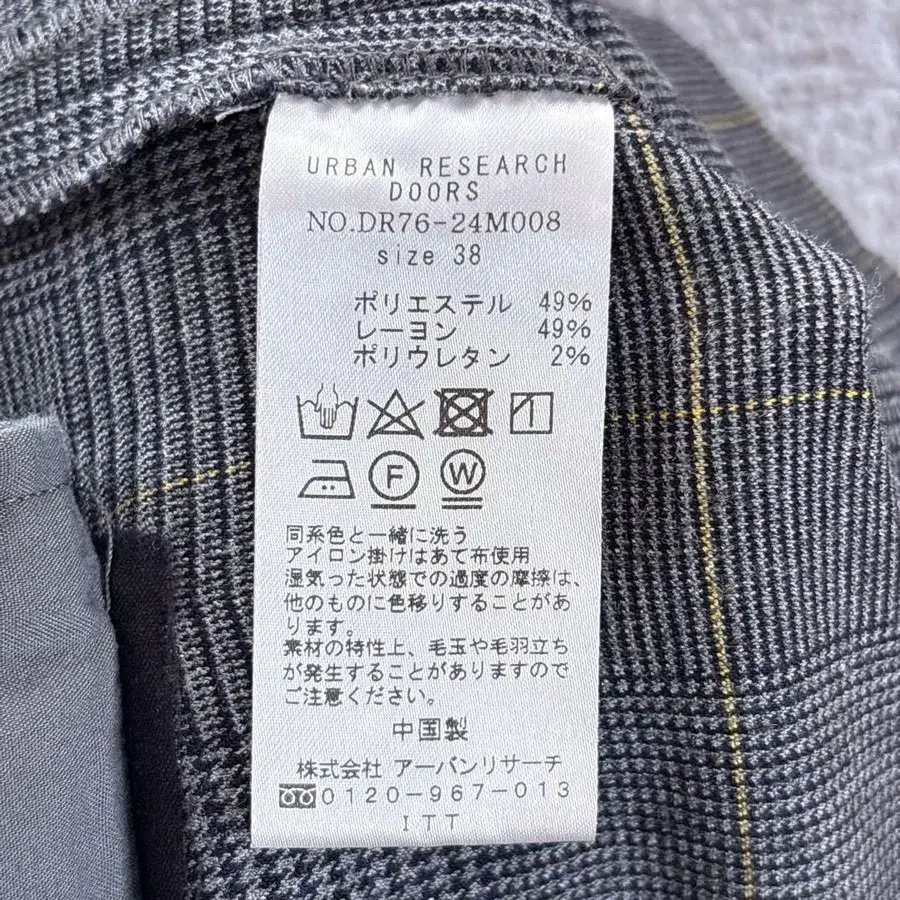 URBAN RESEARCH
DOORS
NO.DR76-24M008
size 38
ポリエステル 49%
レーヨン 49%
ポリウレタン 2%
F W
同系色と一緒に洗う
アイロン掛けはあて布使用
湿気った状態での過度の摩擦は、
他のものに色移りすることがあ
ります。
素材の特性上、毛玉や毛羽立ち
が発生することがありますので
ご注意ください。
中国製
株式会社 アーバンリサーチ
0120-967-013
ITT